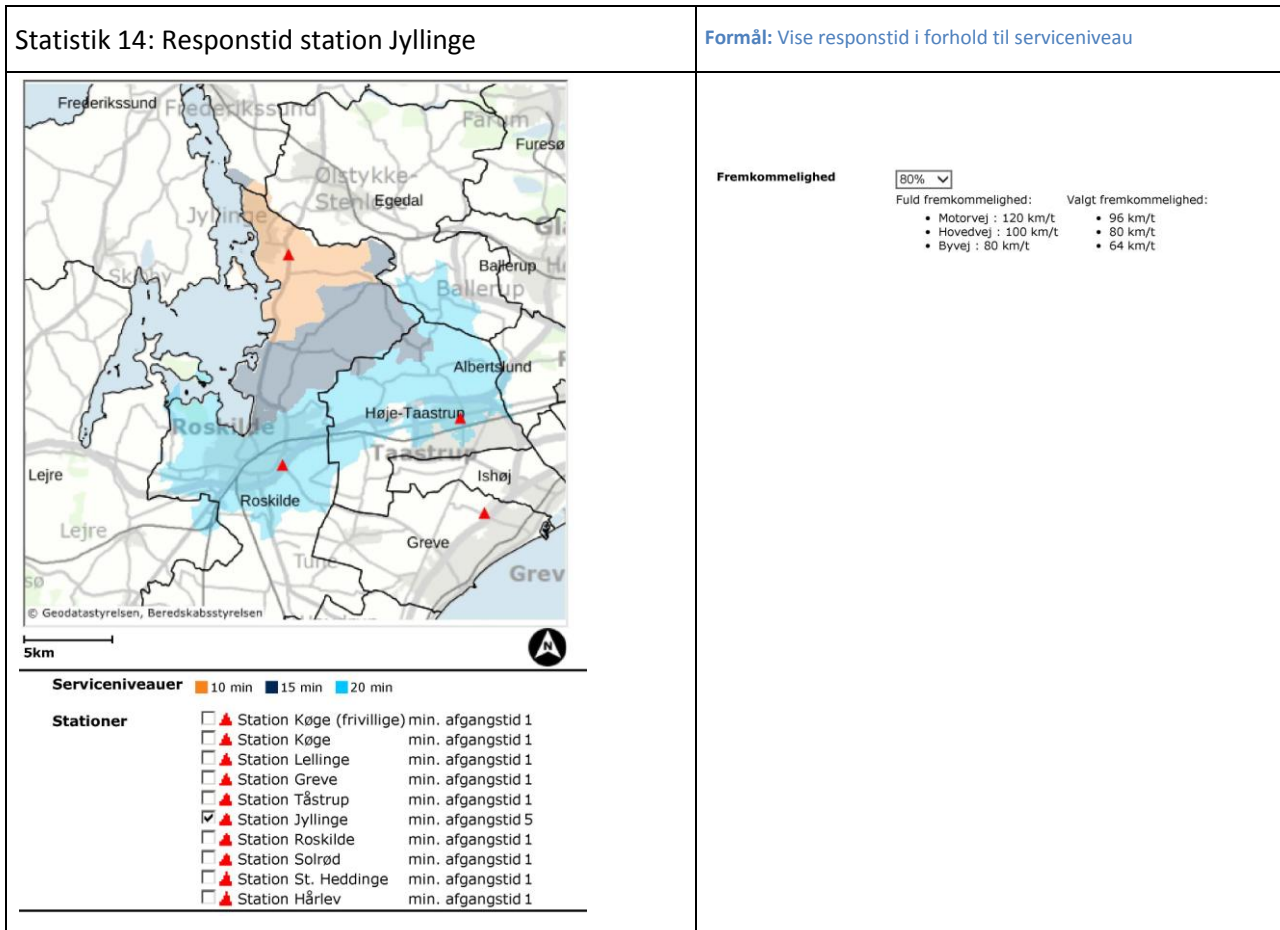 Statistik 14: Responstid station Jyllinge
Formål: Vise responstid i forhold til serviceniveau
Frederikssund
Frederikssund
Farum
Furesø
Ølstykke-
Stenløse
Egedal
Jyllinge
Skibby
Ballerup
Ballerup
Albertslund
Høje-Taastrup
Roskilde
Taastrup
Lejre
Ishøj
Roskilde
Lejre
Greve
Tune
Grev
© Geodatastyrelsen, Beredskabsstyrelsen
5km
N
Serviceniveauer 10 min 15 min 20 min
Stationer
Station Køge (frivillige) min. afgangstid 1
Station Køge min. afgangstid 1
Station Lellinge min. afgangstid 1
Station Greve min. afgangstid 1
Station Tåstrup min. afgangstid 1
Station Jyllinge min. afgangstid 5
Station Roskilde min. afgangstid 1
Station Solrød min. afgangstid 1
Station St. Heddinge min. afgangstid 1
Station Hårlev min. afgangstid 1
Fremkommelighed 80%
Fuld fremkommelighed: Valgt fremkommelighed:
• Motorvej : 120 km/t • 96 km/t
• Hovedvej : 100 km/t • 80 km/t
• Byvej : 80 km/t • 64 km/t